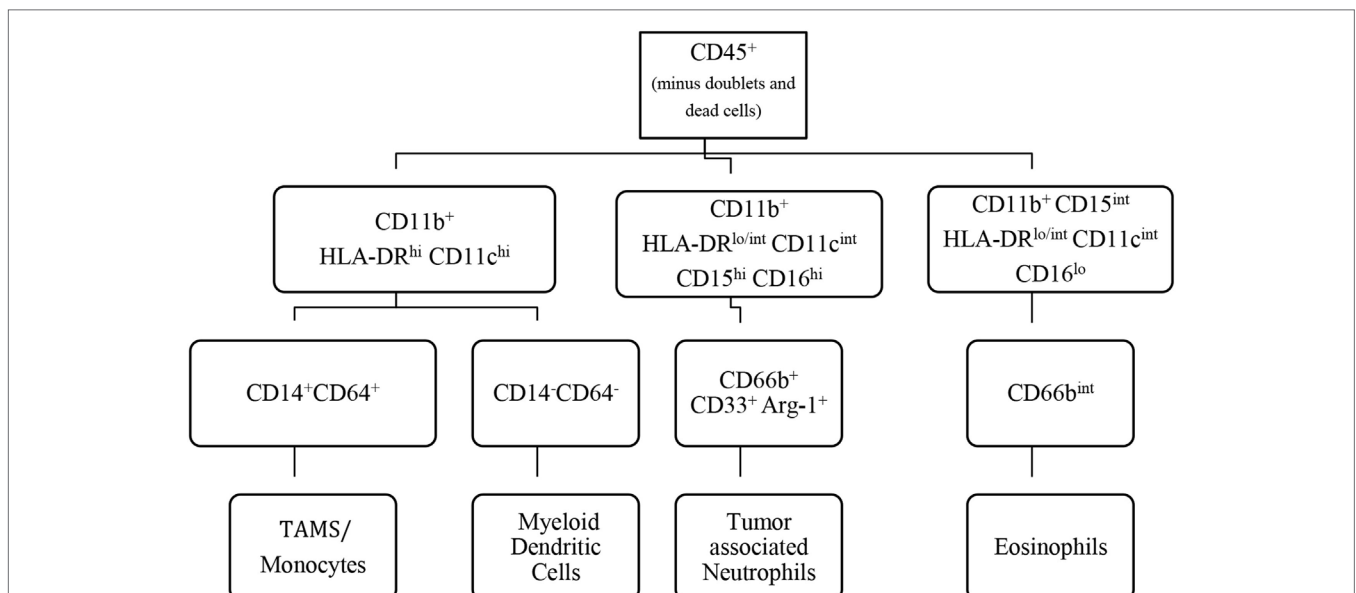 CD45⁺
(minus doublets and
dead cells)
CD11b⁺
HLA-DRʰⁱ CD11cʰⁱ
CD11b⁺
HLA-DRˡᵒ/ⁱⁿᵗ CD11cⁱⁿᵗ
CD15ʰⁱ CD16ʰⁱ
CD11b⁺ CD15ⁱⁿᵗ
HLA-DRˡᵒ/ⁱⁿᵗ CD11cⁱⁿᵗ
CD16ˡᵒ
CD14⁺CD64⁺
CD14⁻CD64⁻
CD66b⁺
CD33⁺ Arg-1⁺
CD66bⁱⁿᵗ
TAMS/
Monocytes
Myeloid
Dendritic
Cells
Tumor
associated
Neutrophils
Eosinophils